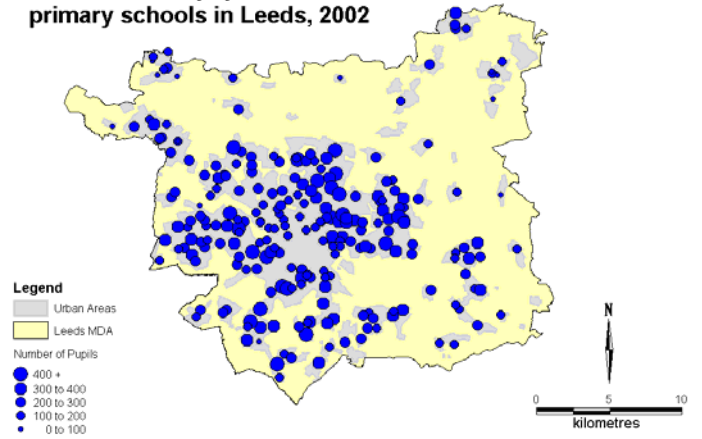 primary schools in Leeds, 2002
Legend
Urban Areas
Leeds MDA
Number of Pupils
400 +
300 to 400
200 to 300
100 to 200
0 to 100
N
0 5 10
kilometres